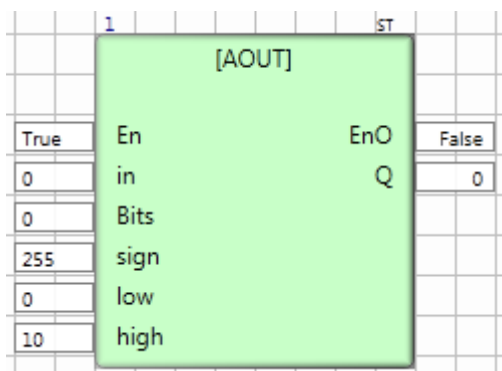 1 ST
[AOUT]
True En EnO False
0 in Q 0
0 Bits
255 sign
0 low
10 high